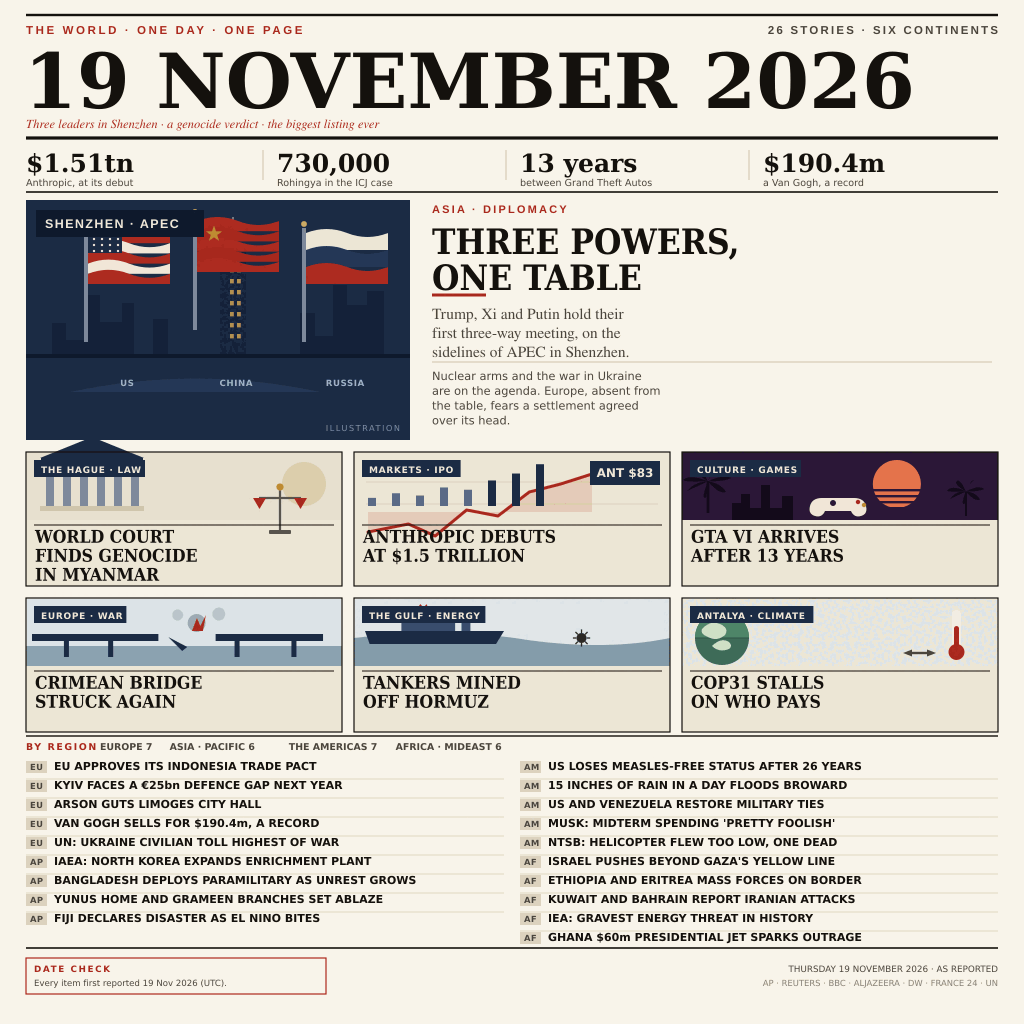 THE WORLD · ONE DAY · ONE PAGE
26 STORIES · SIX CONTINENTS
19 NOVEMBER 2026
Three leaders in Shenzhen · a genocide verdict · the biggest listing ever
$1.51tn
Anthropic, at its debut
730,000
Rohingya in the ICJ case
13 years
between Grand Theft Autos
$190.4m
a Van Gogh, a record
SHENZHEN · APEC
US
CHINA
RUSSIA
ILLUSTRATION
ASIA · DIPLOMACY
THREE POWERS,
ONE TABLE
Trump, Xi and Putin hold their
first three-way meeting, on the
sidelines of APEC in Shenzhen.
Nuclear arms and the war in Ukraine
are on the agenda. Europe, absent from
the table, fears a settlement agreed
over its head.
THE HAGUE · LAW
WORLD COURT
FINDS GENOCIDE
IN MYANMAR
MARKETS · IPO
ANT $83
ANTHROPIC DEBUTS
AT $1.5 TRILLION
CULTURE · GAMES
GTA VI ARRIVES
AFTER 13 YEARS
EUROPE · WAR
CRIMEAN BRIDGE
STRUCK AGAIN
THE GULF · ENERGY
TANKERS MINED
OFF HORMUZ
ANTALYA · CLIMATE
COP31 STALLS
ON WHO PAYS
BY REGION EUROPE 7 ASIA · PACIFIC 6 THE AMERICAS 7 AFRICA · MIDEAST 6
EU EU APPROVES ITS INDONESIA TRADE PACT
EU KYIV FACES A €25bn DEFENCE GAP NEXT YEAR
EU ARSON GUTS LIMOGES CITY HALL
EU VAN GOGH SELLS FOR $190.4m, A RECORD
EU UN: UKRAINE CIVILIAN TOLL HIGHEST OF WAR
AP IAEA: NORTH KOREA EXPANDS ENRICHMENT PLANT
AP BANGLADESH DEPLOYS PARAMILITARY AS UNREST GROWS
AP YUNUS HOME AND GRAMEEN BRANCHES SET ABLAZE
AP FIJI DECLARES DISASTER AS EL NINO BITES
AM US LOSES MEASLES-FREE STATUS AFTER 26 YEARS
AM 15 INCHES OF RAIN IN A DAY FLOODS BROWARD
AM US AND VENEZUELA RESTORE MILITARY TIES
AM MUSK: MIDTERM SPENDING 'PRETTY FOOLISH'
AM NTSB: HELICOPTER FLEW TOO LOW, ONE DEAD
AF ISRAEL PUSHES BEYOND GAZA'S YELLOW LINE
AF ETHIOPIA AND ERITREA MASS FORCES ON BORDER
AF KUWAIT AND BAHRAIN REPORT IRANIAN ATTACKS
AF IEA: GRAVEST ENERGY THREAT IN HISTORY
AF GHANA $60m PRESIDENTIAL JET SPARKS OUTRAGE
DATE CHECK
Every item first reported 19 Nov 2026 (UTC).
THURSDAY 19 NOVEMBER 2026 · AS REPORTED
AP · REUTERS · BBC · ALJAZEERA · DW · FRANCE 24 · UN